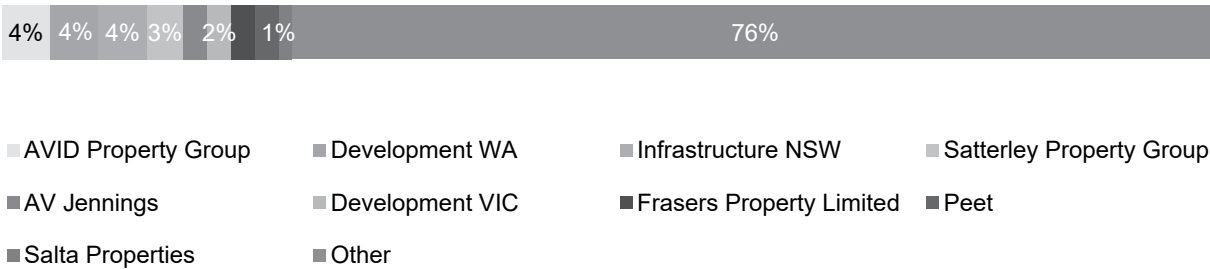 4% 4% 4% 3% 2% 1% 76%
AVID Property Group Development WA Infrastructure NSW Satterley Property Group
AV Jennings Development VIC Frasers Property Limited Peet
Salta Properties Other